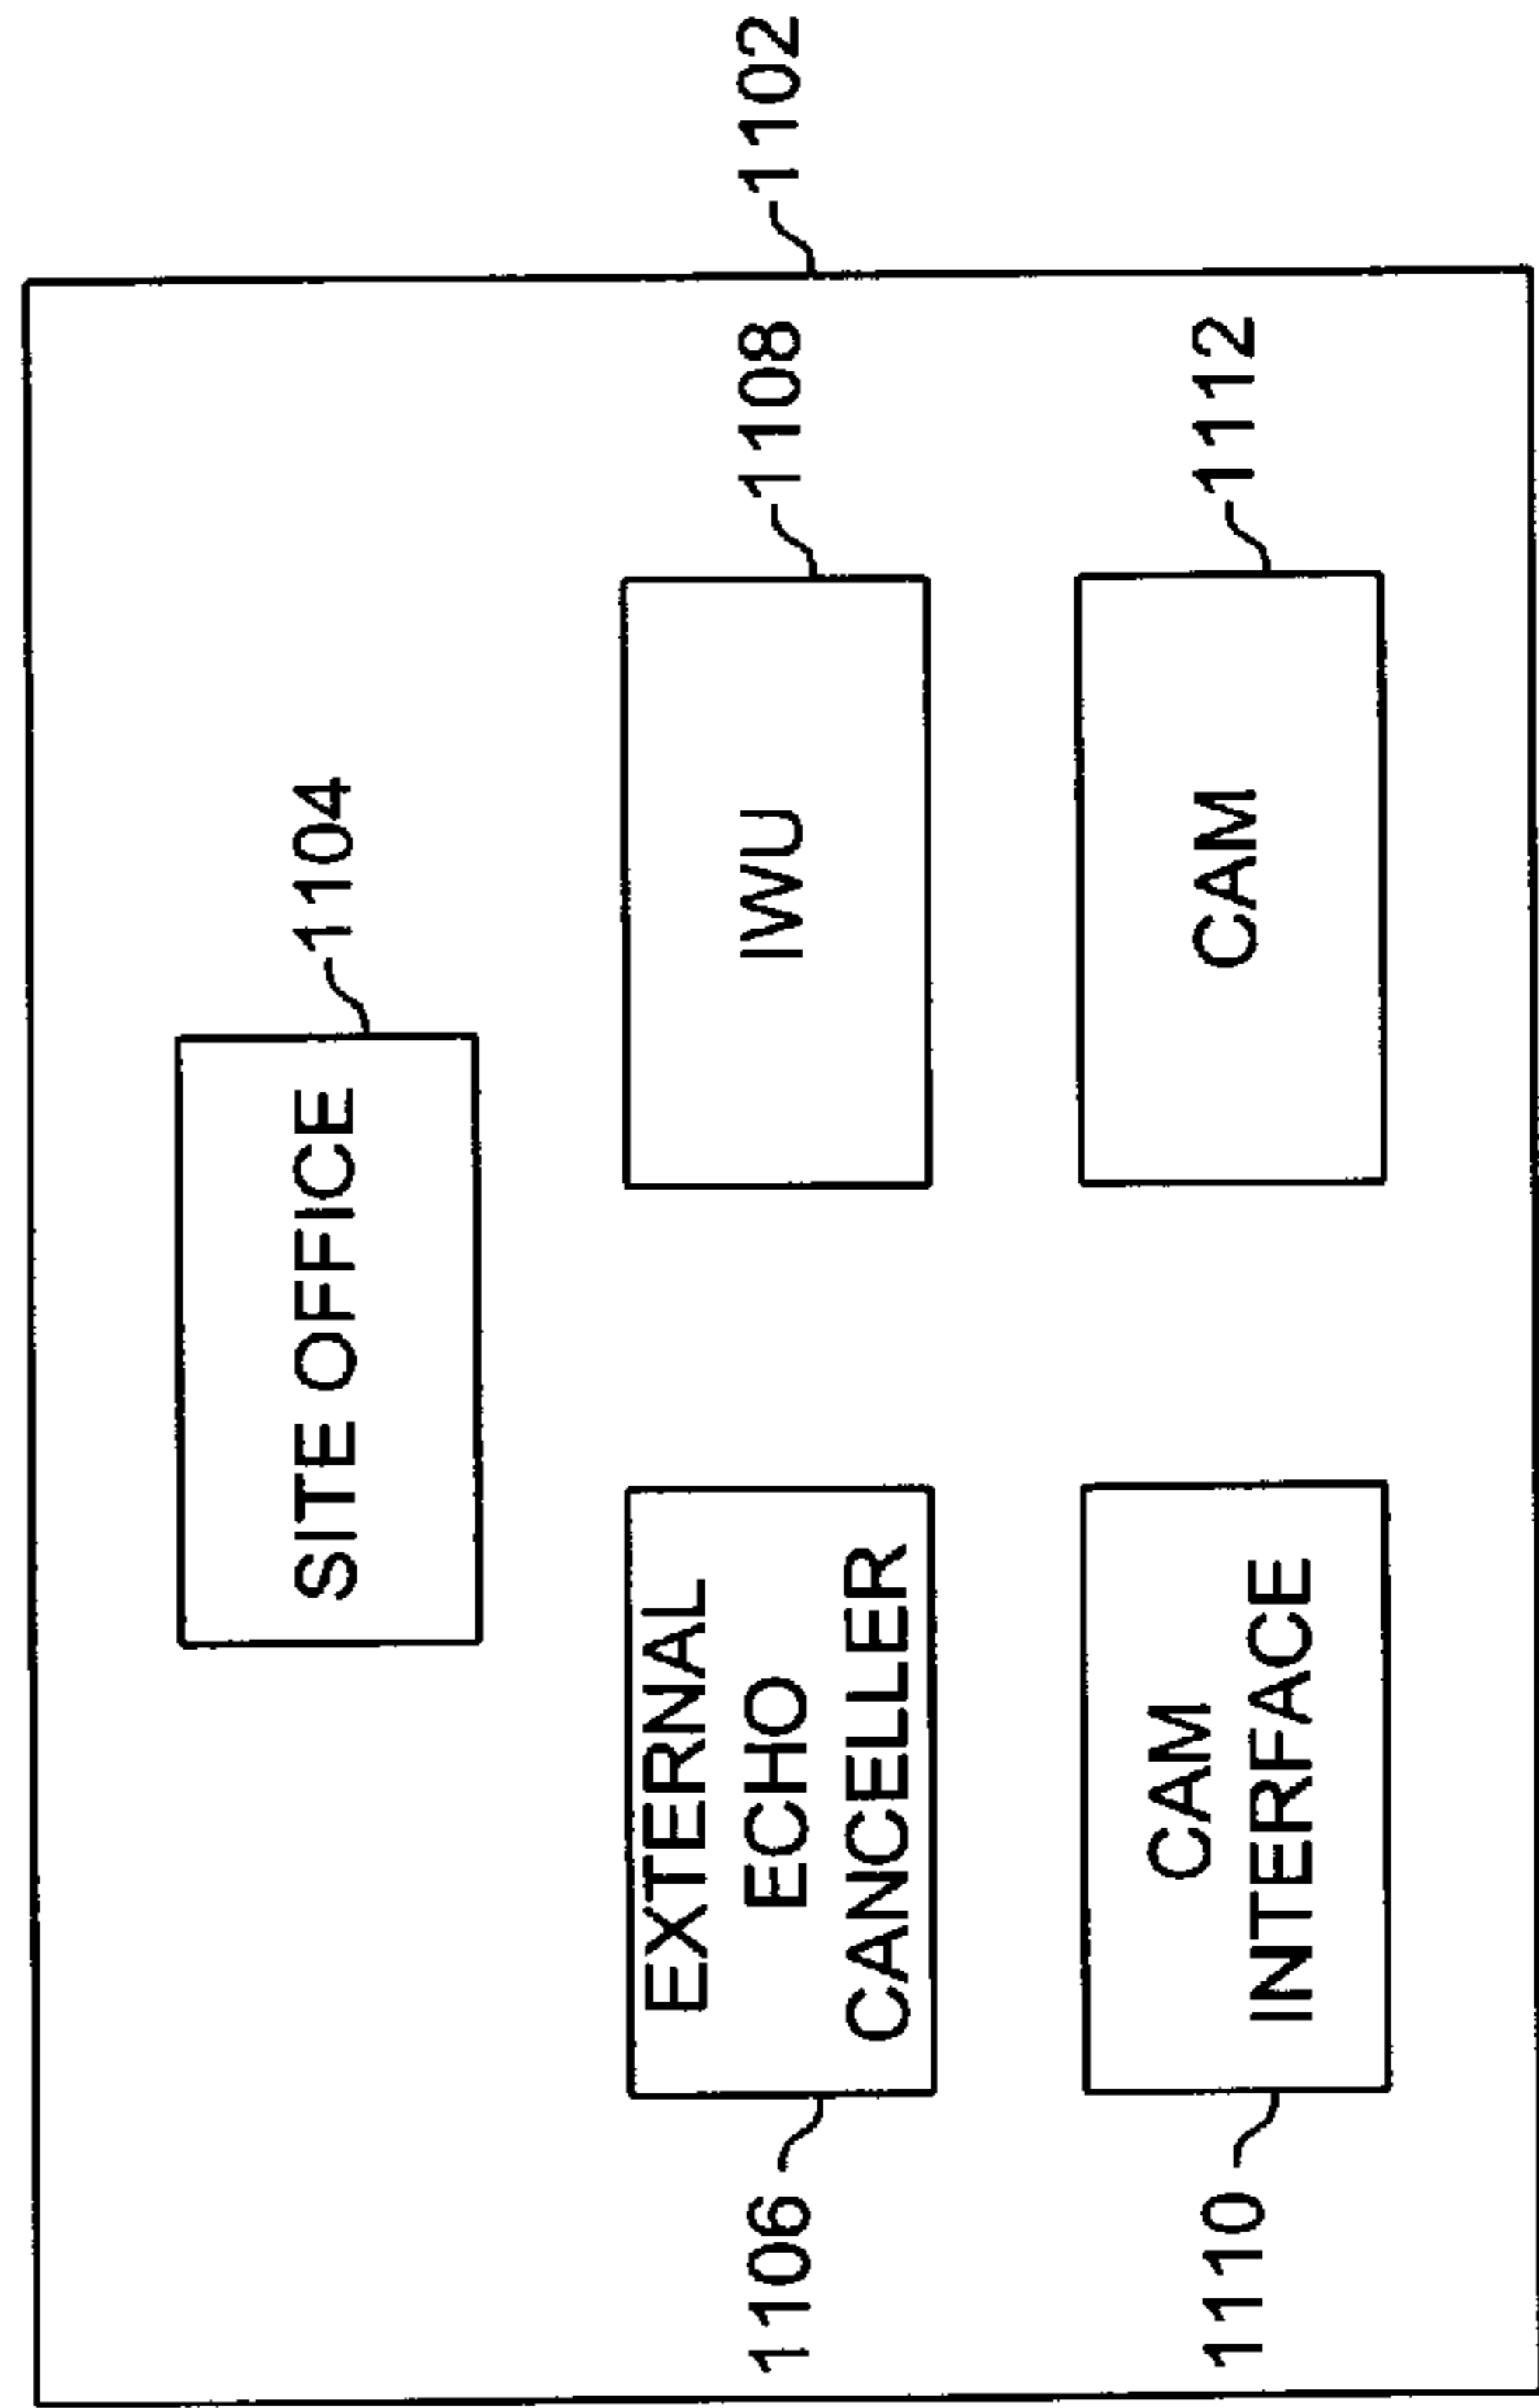 1102
SITE OFFICE
1104
1106
EXTERNAL
ECHO
CANCELLER
IWU
1108
1110
CAM
INTERFACE
CAM
1112